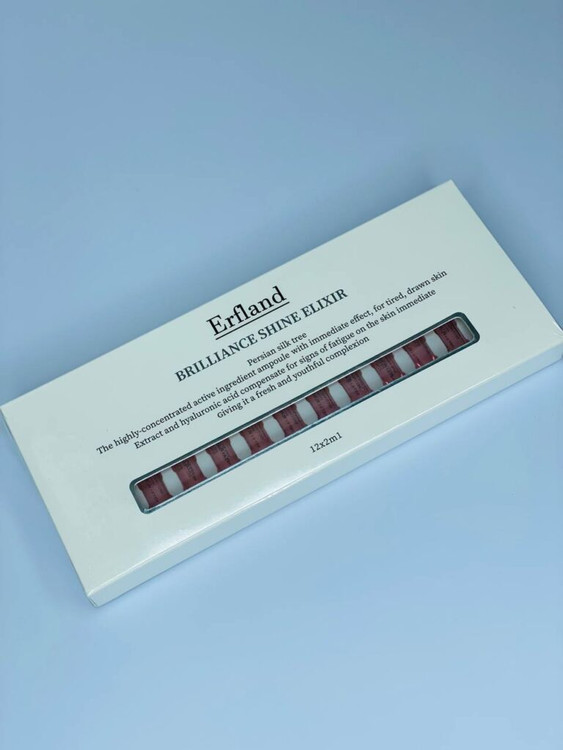 Erfland
BRILLIANCE SHINE ELIXIR
Persian silk tree
The highly-concentrated active ingredient ampoule with immediate effect, for tired, drawn skin
Extract and hyaluronic acid compensate for signs of fatigue on the skin immediate
Giving it a fresh and youthful complexion
12x2m1